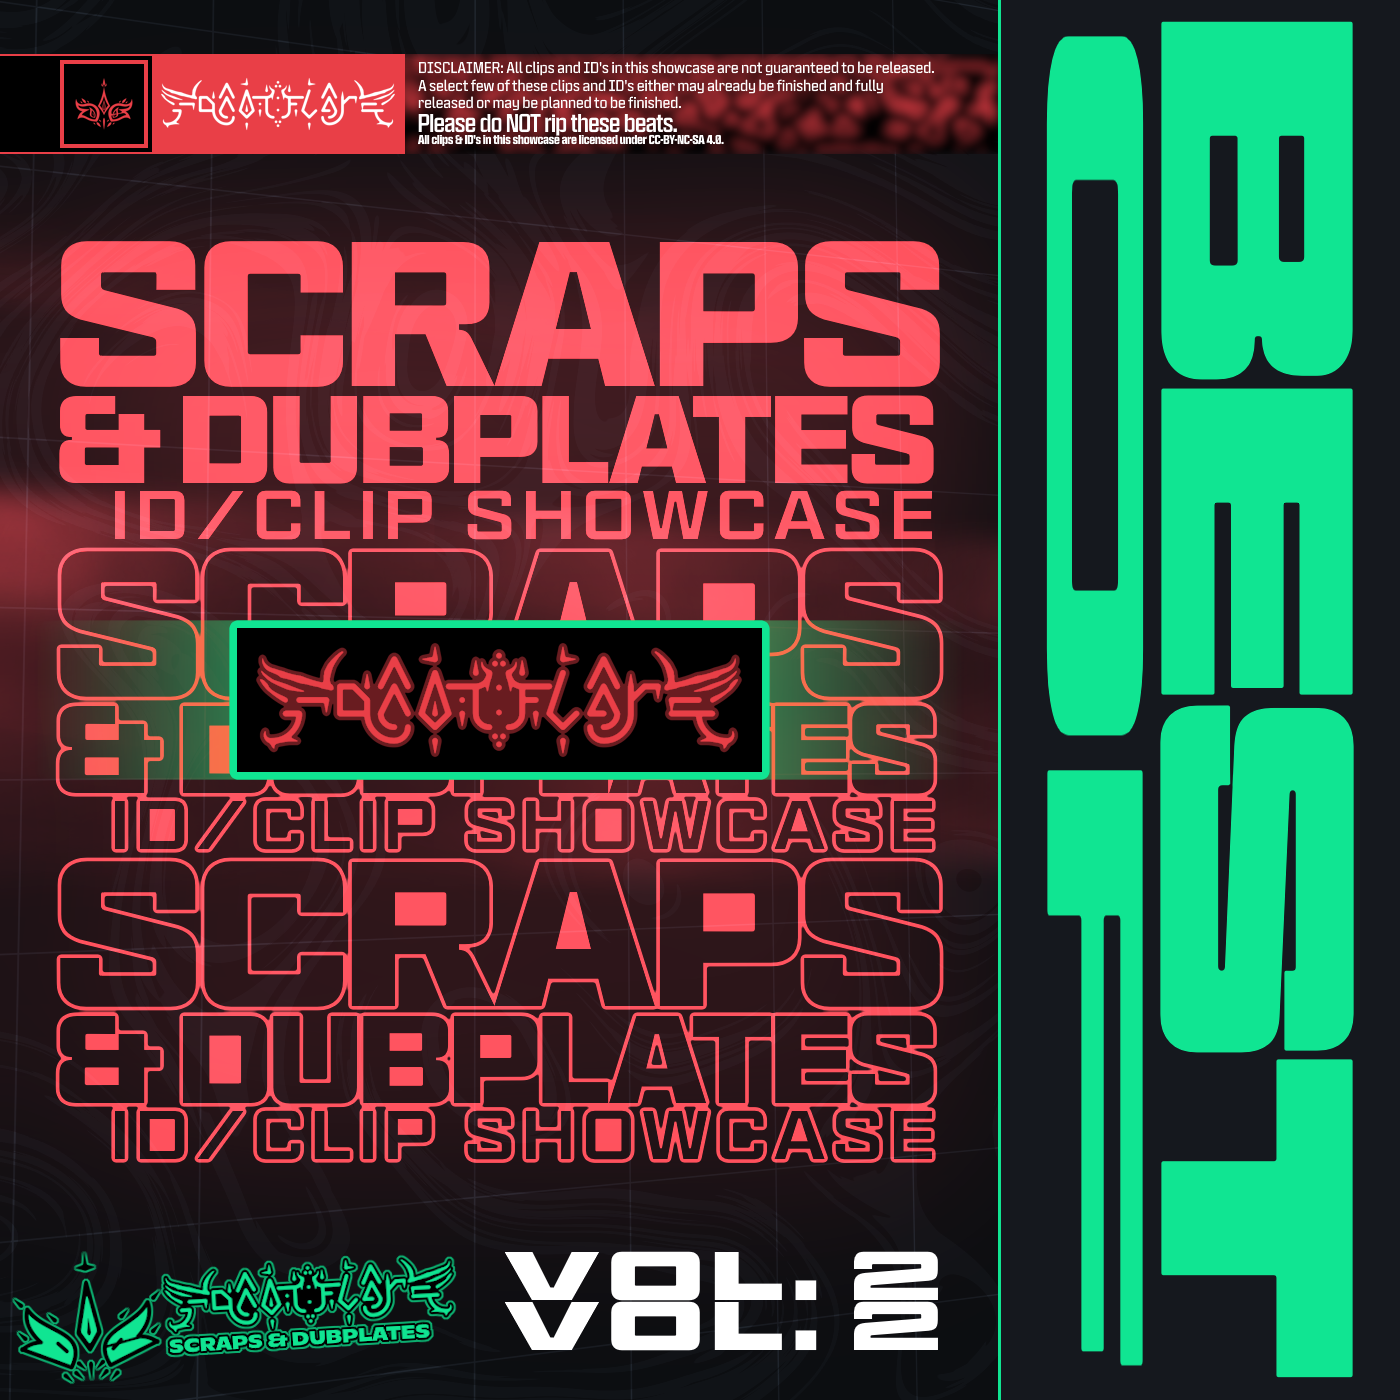 DISCLAIMER: All clips and ID's in this showcase are not guaranteed to be released.
A select few of these clips and ID's either may already be finished and fully
released or may be planned to be finished.
Please do NOT rip these beats.
All clips & ID's in this showcase are licensed under CC-BY-NC-SA 4.0.
SCRAPS
& DUBPLATES
ID/CLIP SHOWCASE
SCRAPS
& DUBPLATES
ID/CLIP SHOWCASE
SCRAPS
& DUBPLATES
ID/CLIP SHOWCASE
SCRAPS & DUBPLATES
VOL: 2
VOL: 2
BEST
OF